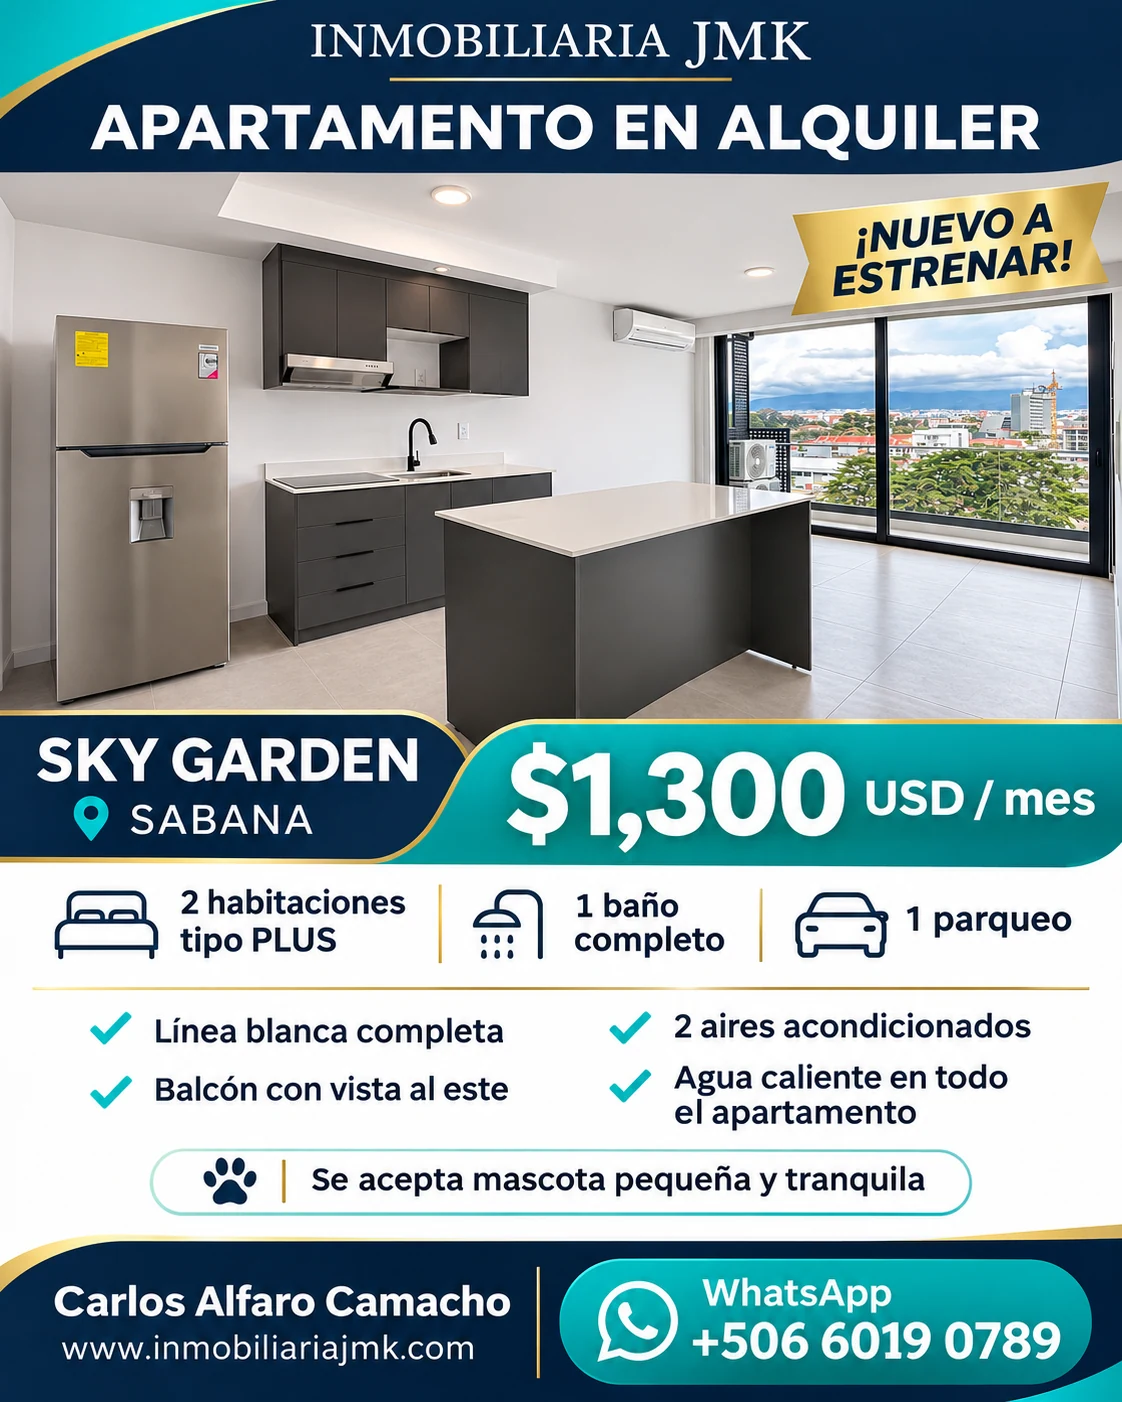 INMOBILIARIA JMK
APARTAMENTO EN ALQUILER
¡NUEVO A
ESTRENAR!
SKY GARDEN
SABANA
$1,300 USD / mes
2 habitaciones
tipo PLUS
1 baño
completo
1 parqueo
Línea blanca completa
2 aires acondicionados
Balcón con vista al este
Agua caliente en todo
el apartamento
Se acepta mascota pequeña y tranquila
Carlos Alfaro Camacho
www.inmobiliariajmk.com
WhatsApp
+506 6019 0789